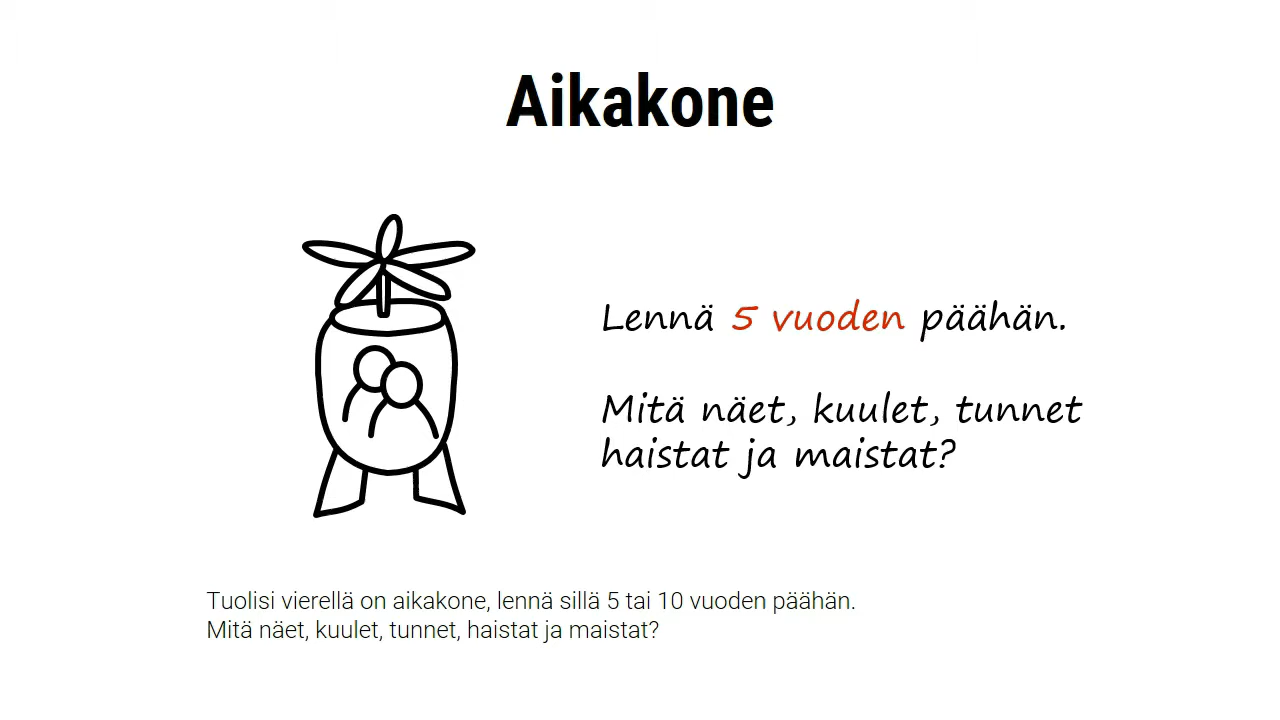 Aikakone
Lennä 5 vuoden päähän.
Mitä näet, kuulet, tunnet
haistat ja maistat?
Tuolisi vierellä on aikakone, lennä sillä 5 tai 10 vuoden päähän.
Mitä näet, kuulet, tunnet, haistat ja maistat?